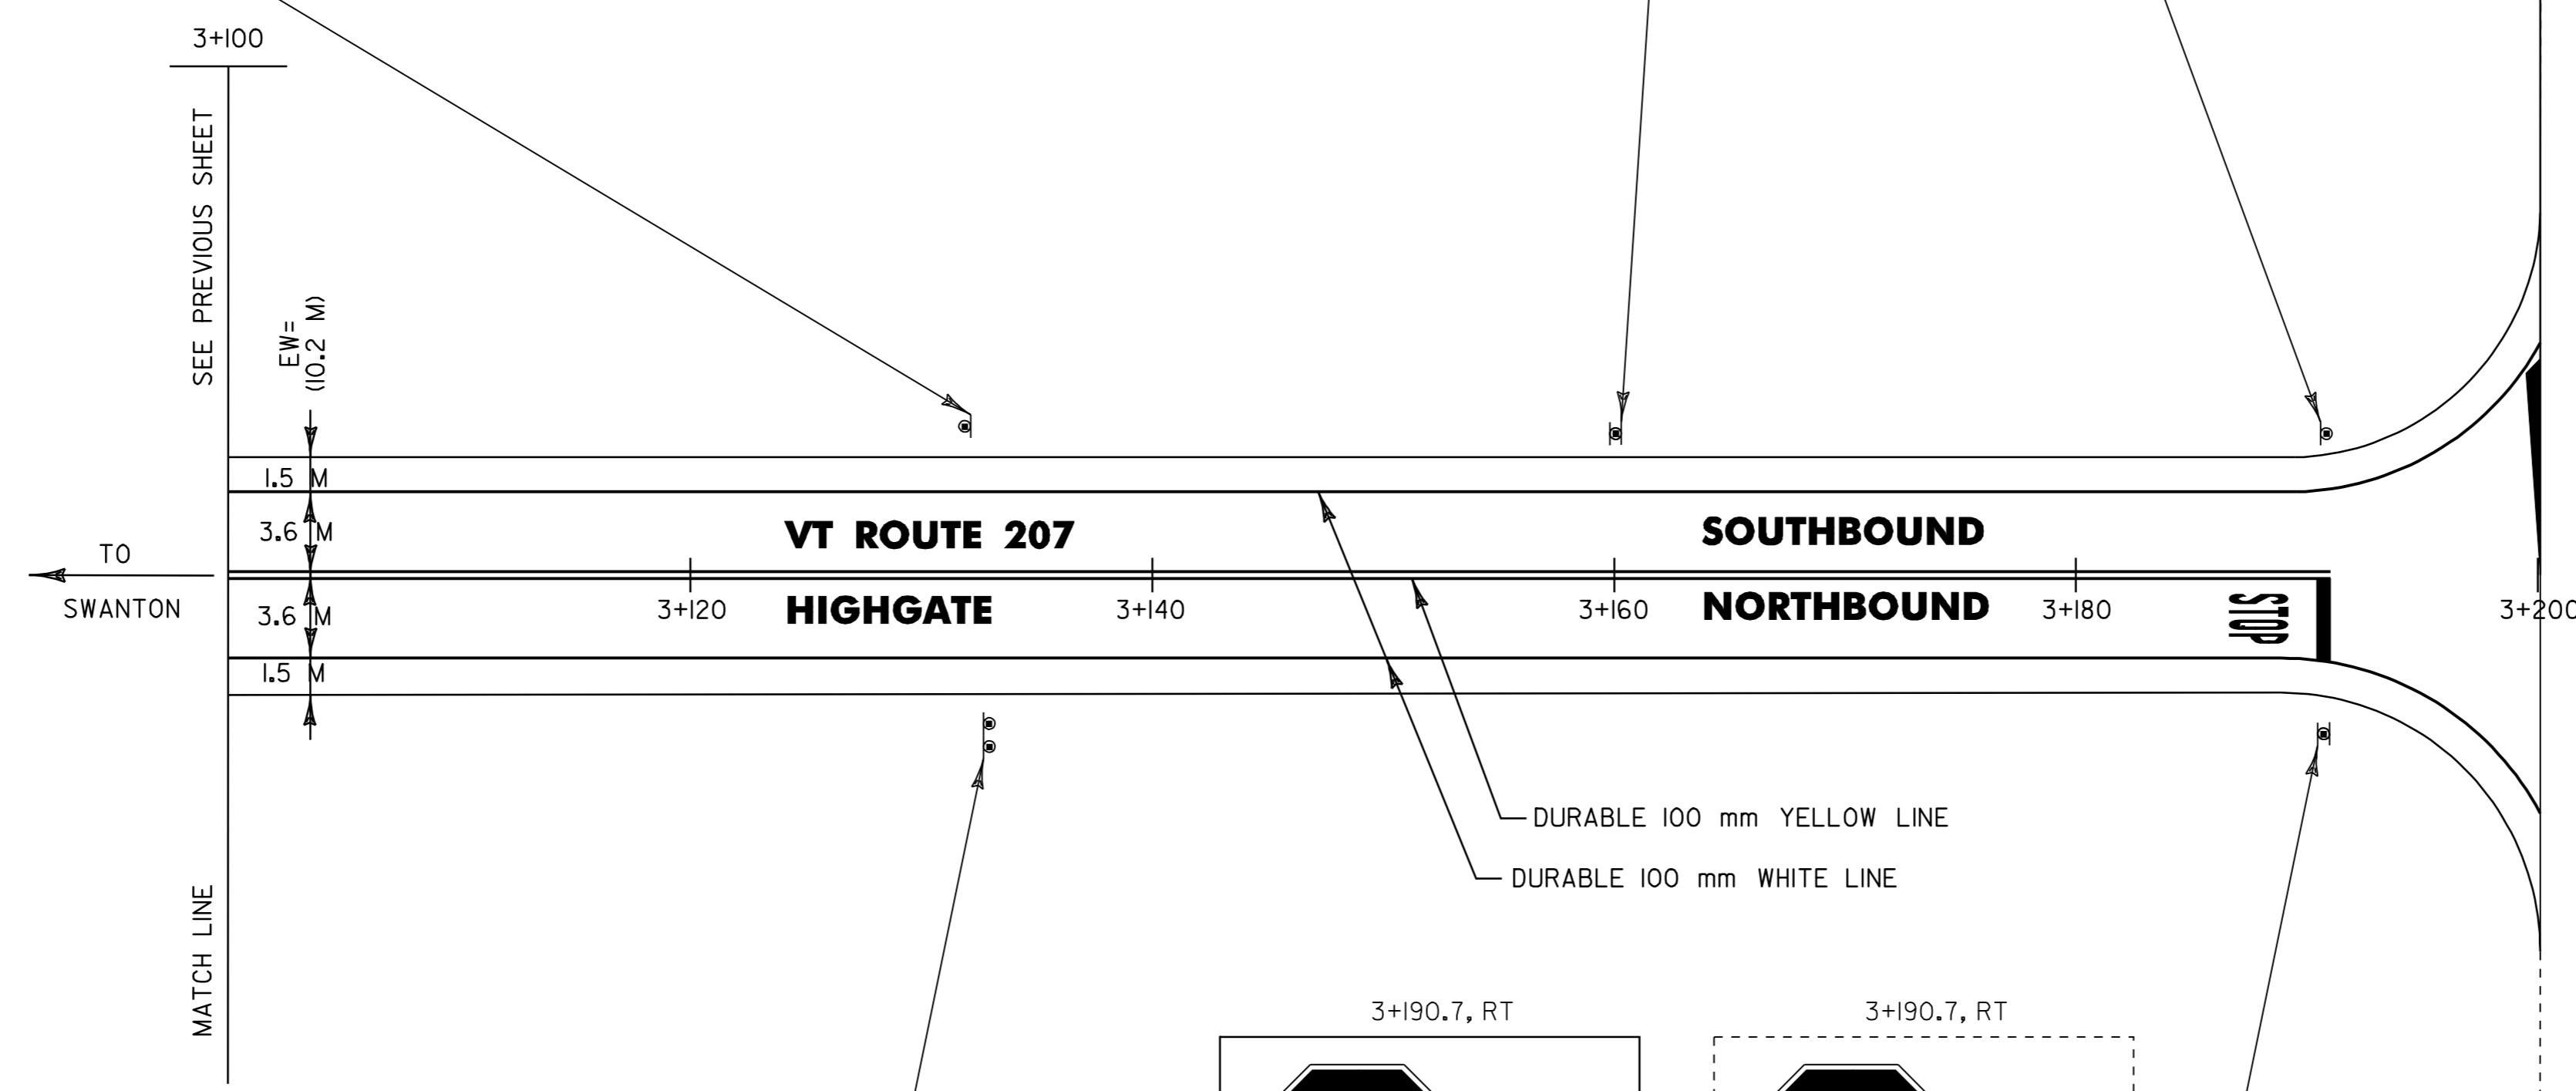 3+100
SEE PREVIOUS SHEET
EW=
(10.2 M)
1.5 M
3.6 M
VT ROUTE 207
SOUTHBOUND
TO
SWANTON
3.6 M
3+120
HIGHGATE
3+140
3+160
NORTHBOUND
3+180
STOP
3+200
1.5 M
DURABLE 100 mm YELLOW LINE
DURABLE 100 mm WHITE LINE
MATCH LINE
3+190.7, RT
3+190.7, RT